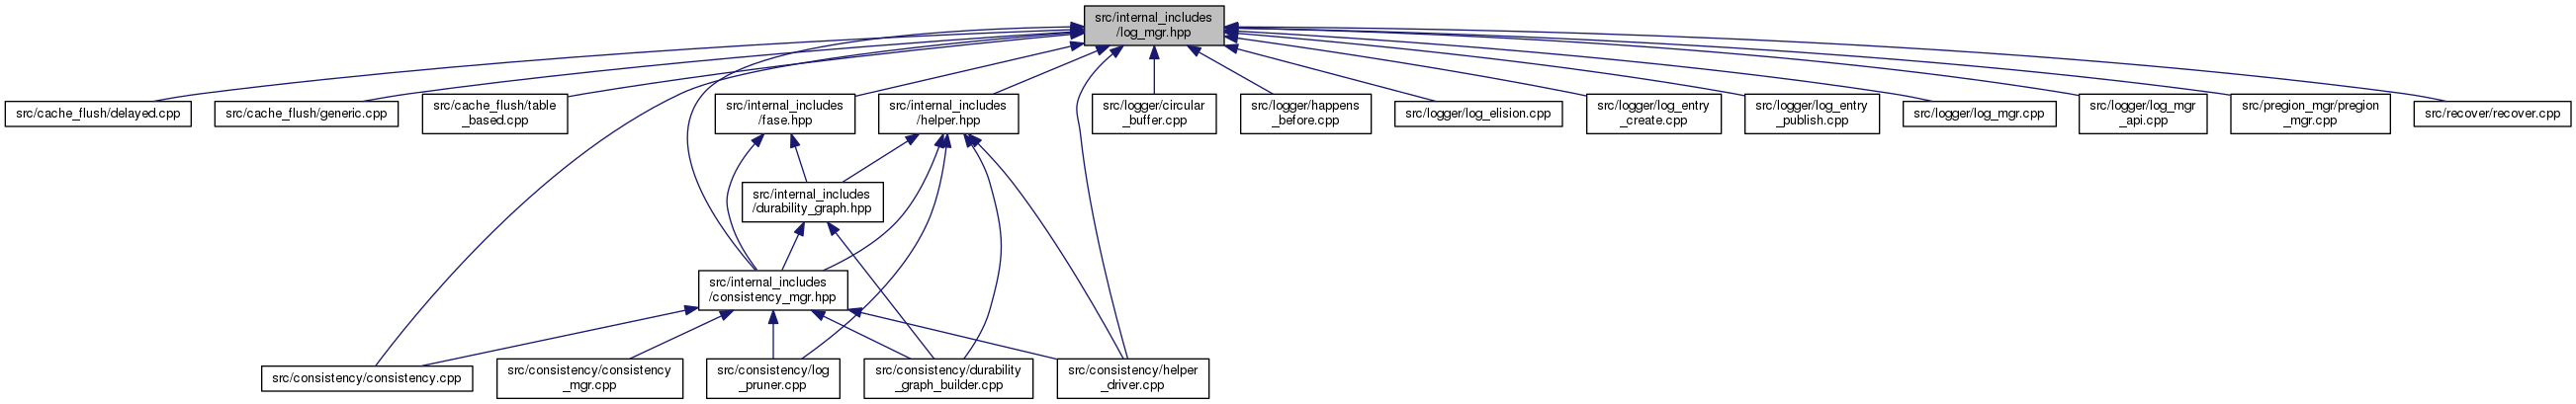 src/internal_includes
/log_mgr.hpp
src/cache_flush/delayed.cpp
src/cache_flush/generic.cpp
src/cache_flush/table
_based.cpp
src/internal_includes
/fase.hpp
src/internal_includes
/helper.hpp
src/logger/circular
_buffer.cpp
src/logger/happens
_before.cpp
src/logger/log_elision.cpp
src/logger/log_entry
_create.cpp
src/logger/log_entry
_publish.cpp
src/logger/log_mgr.cpp
src/logger/log_mgr
_api.cpp
src/pregion_mgr/pregion
_mgr.cpp
src/recover/recover.cpp
src/internal_includes
/durability_graph.hpp
src/internal_includes
/consistency_mgr.hpp
src/consistency/consistency.cpp
src/consistency/consistency
_mgr.cpp
src/consistency/log
_pruner.cpp
src/consistency/durability
_graph_builder.cpp
src/consistency/helper
_driver.cpp